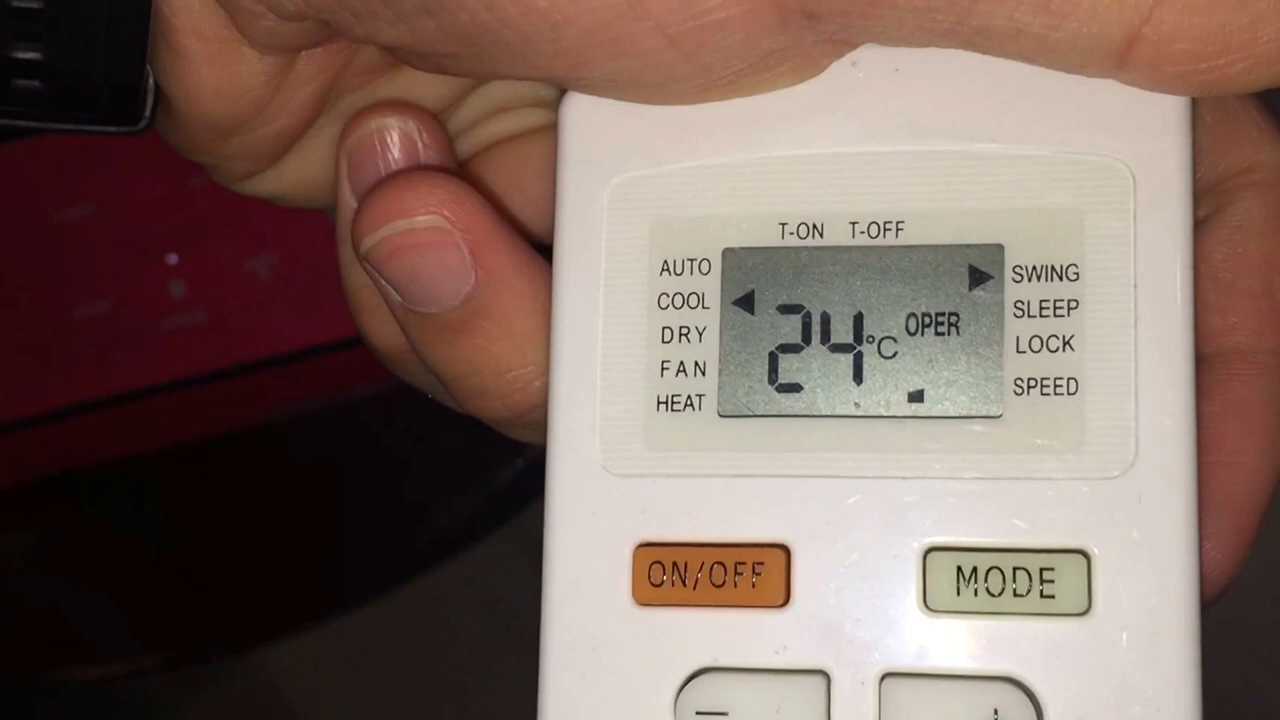 T-ON T-OFF
AUTO
COOL
DRY
FAN
HEAT
24°C OPER
SWING
SLEEP
LOCK
SPEED
ON/OFF
MODE
-
+